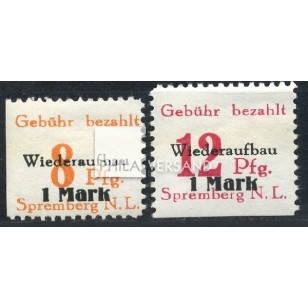 Gebühr bezahlt
Wiederaufbau
8 Pfg.
1 Mark
Spremberg N. L.
Gebühr bezahlt
Wiederaufbau
12 Pfg.
1 Mark
Spremberg N. L.